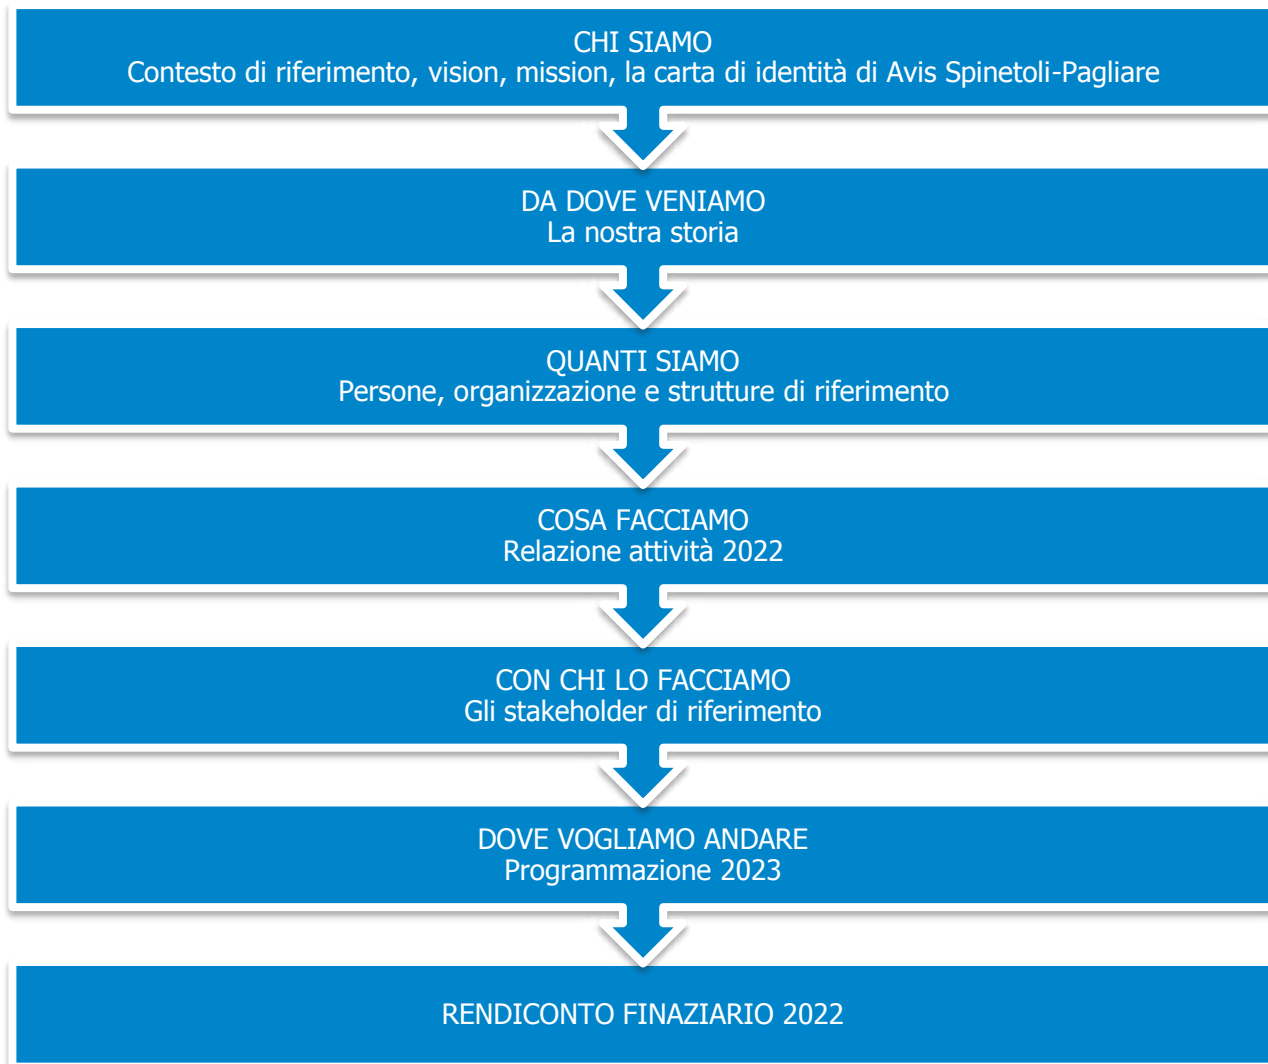 CHI SIAMO
Contesto di riferimento, vision, mission, la carta di identità di Avis Spinetoli-Pagliare
DA DOVE VENIAMO
La nostra storia
QUANTI SIAMO
Persone, organizzazione e strutture di riferimento
COSA FACCIAMO
Relazione attività 2022
CON CHI LO FACCIAMO
Gli stakeholder di riferimento
DOVE VOGLIAMO ANDARE
Programmazione 2023
RENDICONTO FINAZIARIO 2022